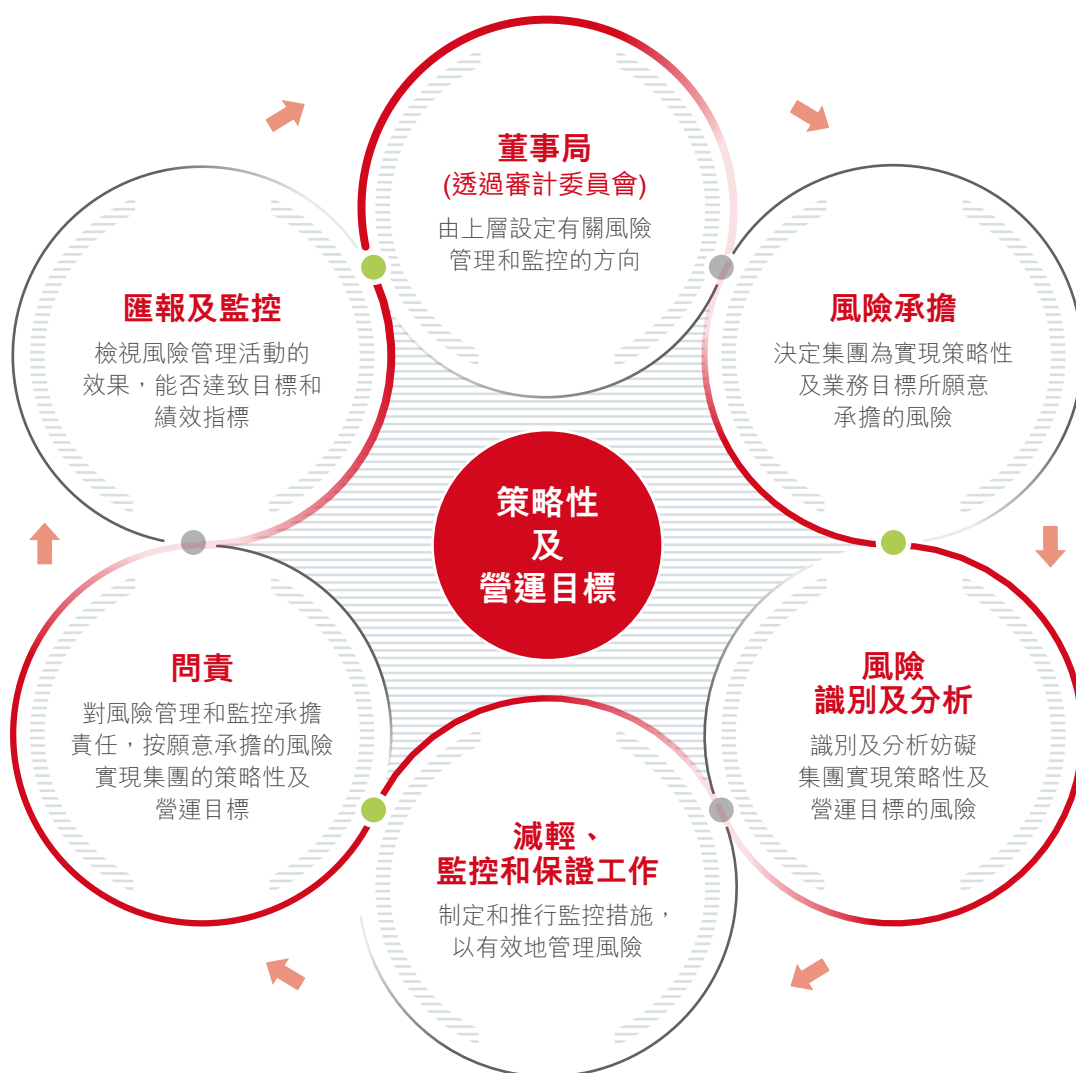 董事局
(透過審計委員會)
由上層設定有關風險
管理和監控的方向
風險承擔
決定集團為實現策略性
及業務目標所願意
承擔的風險
風險
識別及分析
識別及分析妨礙
集團實現策略性及
營運目標的風險
減輕、
監控和保證工作
制定和推行監控措施，
以有效地管理風險
問責
對風險管理和監控承擔
責任，按願意承擔的風險
實現集團的策略性及
營運目標
匯報及監控
檢視風險管理活動的
效果，能否達致目標和
績效指標
策略性
及
營運目標